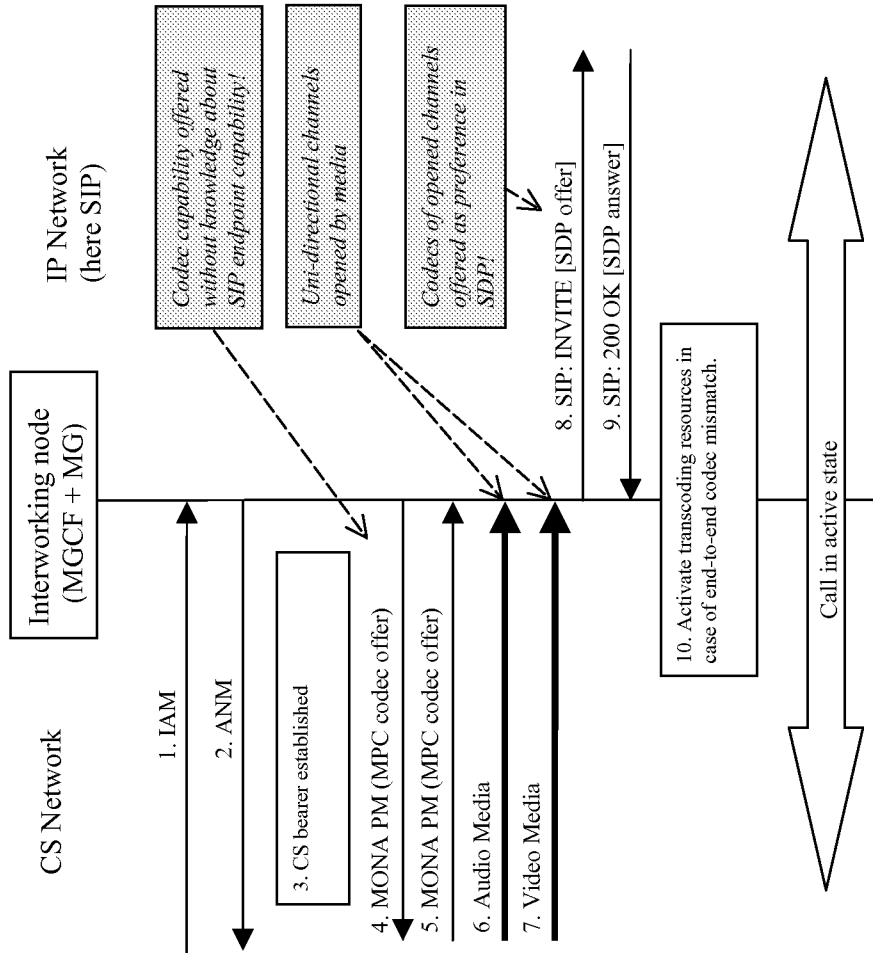 CS Network
Interworking node
(MGCF + MG)
IP Network
(here SIP)
1. IAM
2. ANM
3. CS bearer established
Codec capability offered
without knowledge about
SIP endpoint capability!
4. MONA PM (MPC codec offer)
5. MONA PM (MPC codec offer)
Uni-directional channels
opened by media
6. Audio Media
7. Video Media
Codecs of opened channels
offered as preference in
SDP!
8. SIP: INVITE [SDP offer]
9. SIP: 200 OK [SDP answer]
10. Activate transcoding resources in
case of end-to-end codec mismatch.
Call in active state